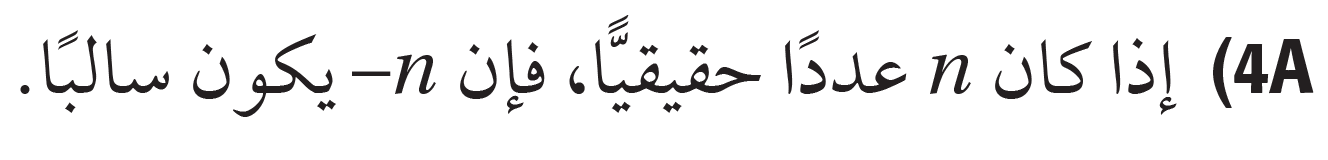 4A) إذا كان n عددًا حقيقيًّا، فإن n– يكون سالبًا.